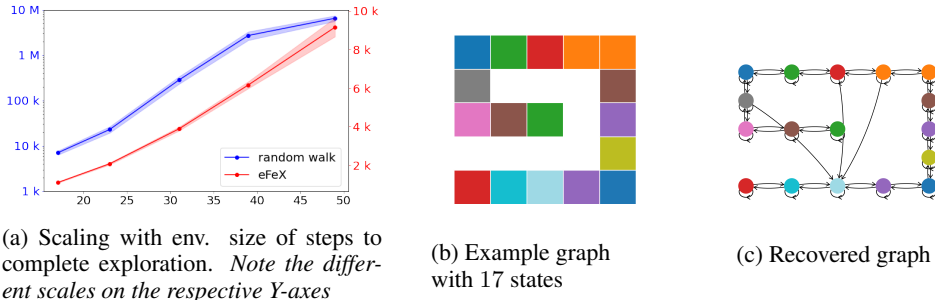 10 M
1 M
100 k
10 k
1 k
10 k
8 k
6 k
4 k
2 k
random walk
eFeX
20 25 30 35 40 45 50
(a) Scaling with env. size of steps to
complete exploration. Note the differ-
ent scales on the respective Y-axes
(b) Example graph
with 17 states
(c) Recovered graph